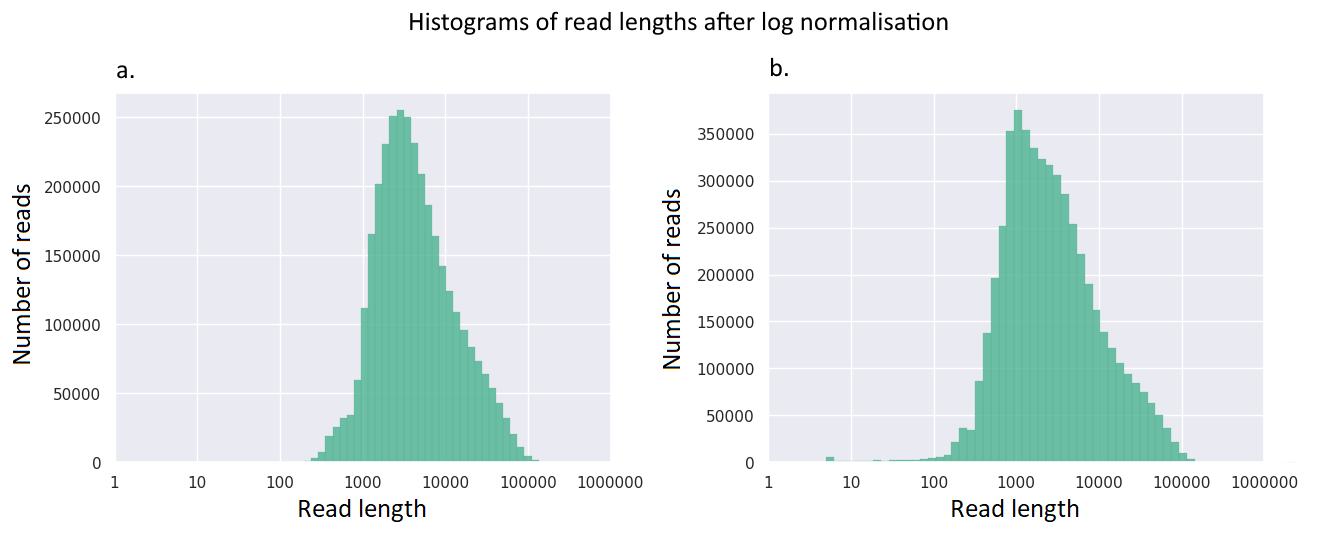 Histograms of read lengths after log normalisation
a.
250000
200000
150000
100000
50000
0
Number of reads
1 10 100 1000 10000 100000 1000000
Read length
b.
350000
300000
250000
200000
150000
100000
50000
0
Number of reads
1 10 100 1000 10000 100000 1000000
Read length